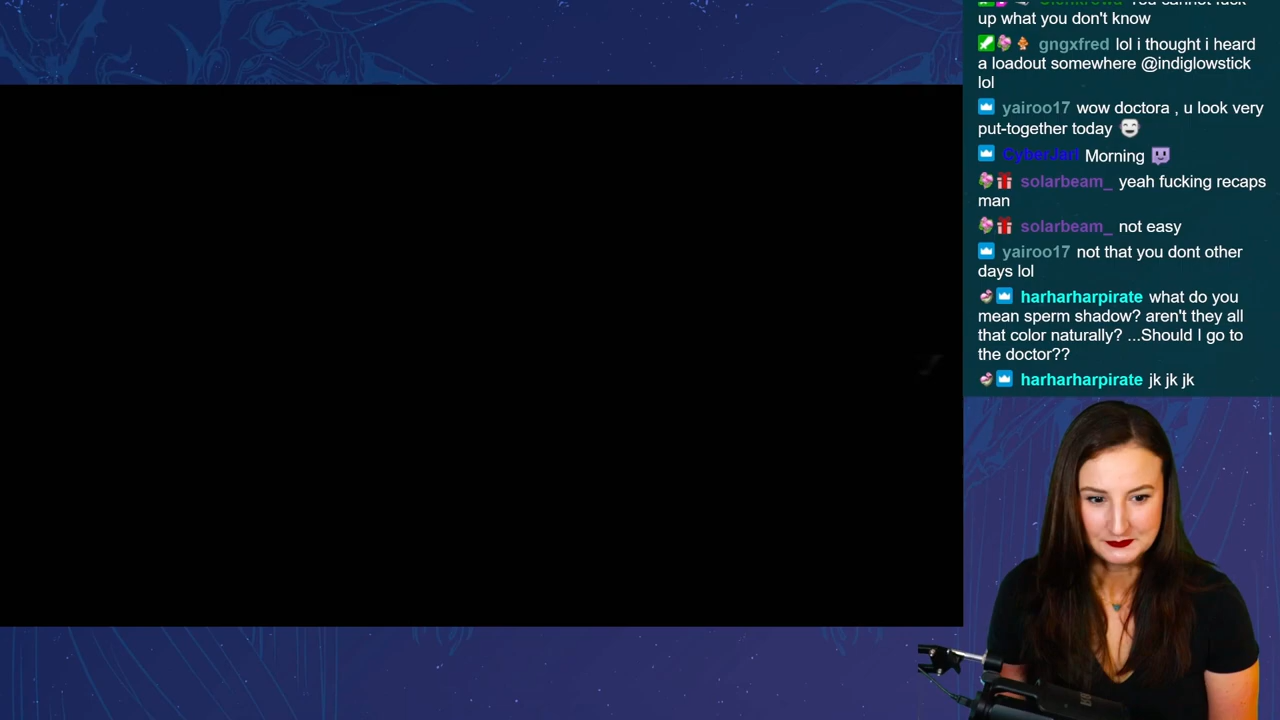 up what you don't know
gngxfred lol i thought i heard
a loadout somewhere @indiglowstick
lol
yairoo17 wow doctora , u look very
put-together today
CyberJarl Morning
solarbeam_ yeah fucking recaps
man
solarbeam_ not easy
yairoo17 not that you dont other
days lol
harharharpirate what do you
mean sperm shadow? aren't they all
that color naturally? ...Should I go to
the doctor??
harharharpirate jk jk jk